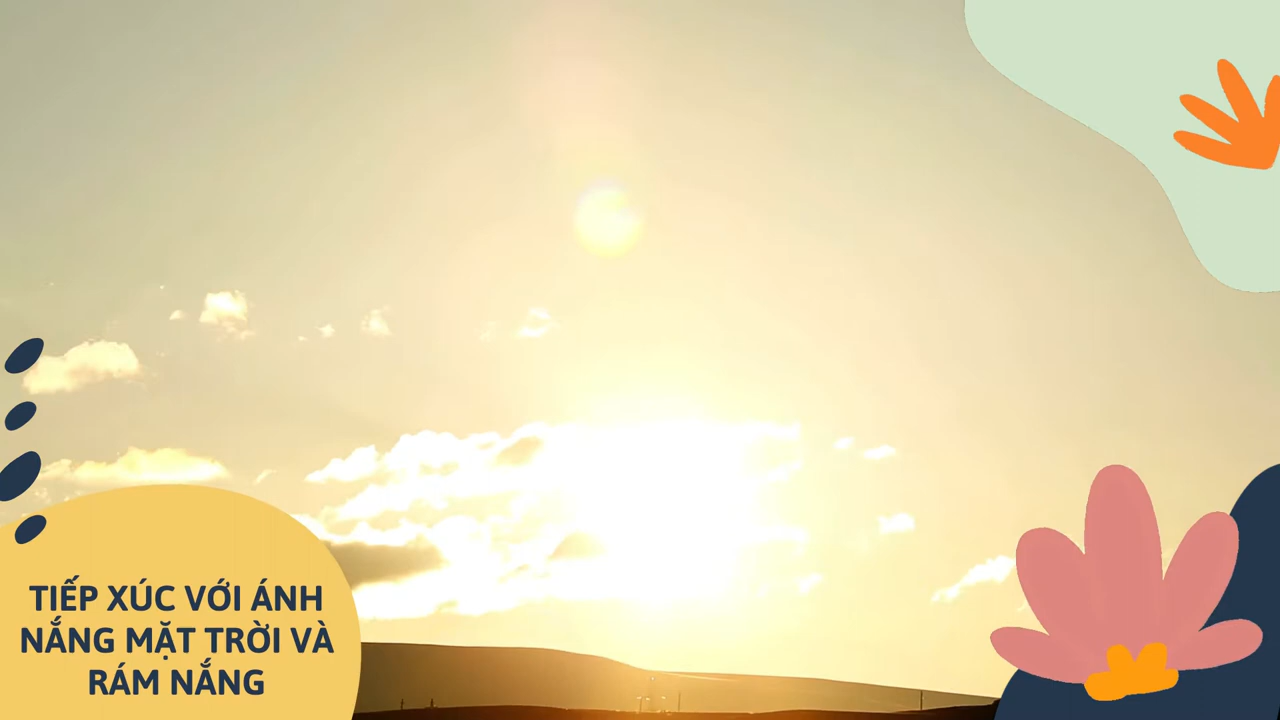 TIẾP XÚC VỚI ÁNH
NẮNG MẶT TRỜI VÀ
RÁM NẮNG